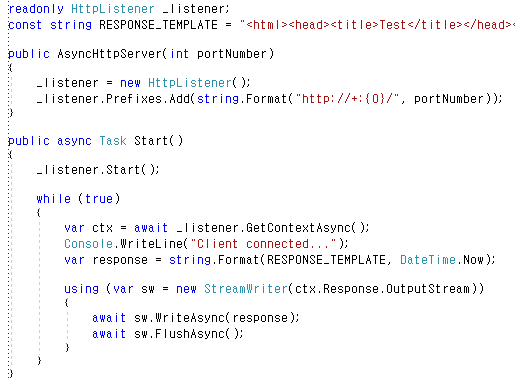 readonly HttpListener _listener;
const string RESPONSE_TEMPLATE = "<html><head><title>Test</title></head>
public AsyncHttpServer(int portNumber)
{
    _listener = new HttpListener();
    _listener.Prefixes.Add(string.Format("http://+:{0}/", portNumber));
}
public async Task Start()
{
    _listener.Start();
    while (true)
    {
        var ctx = await _listener.GetContextAsync();
        Console.WriteLine("Client connected...");
        var response = string.Format(RESPONSE_TEMPLATE, DateTime.Now);
        using (var sw = new StreamWriter(ctx.Response.OutputStream))
        {
            await sw.WriteAsync(response);
            await sw.FlushAsync();
        }
    }
}